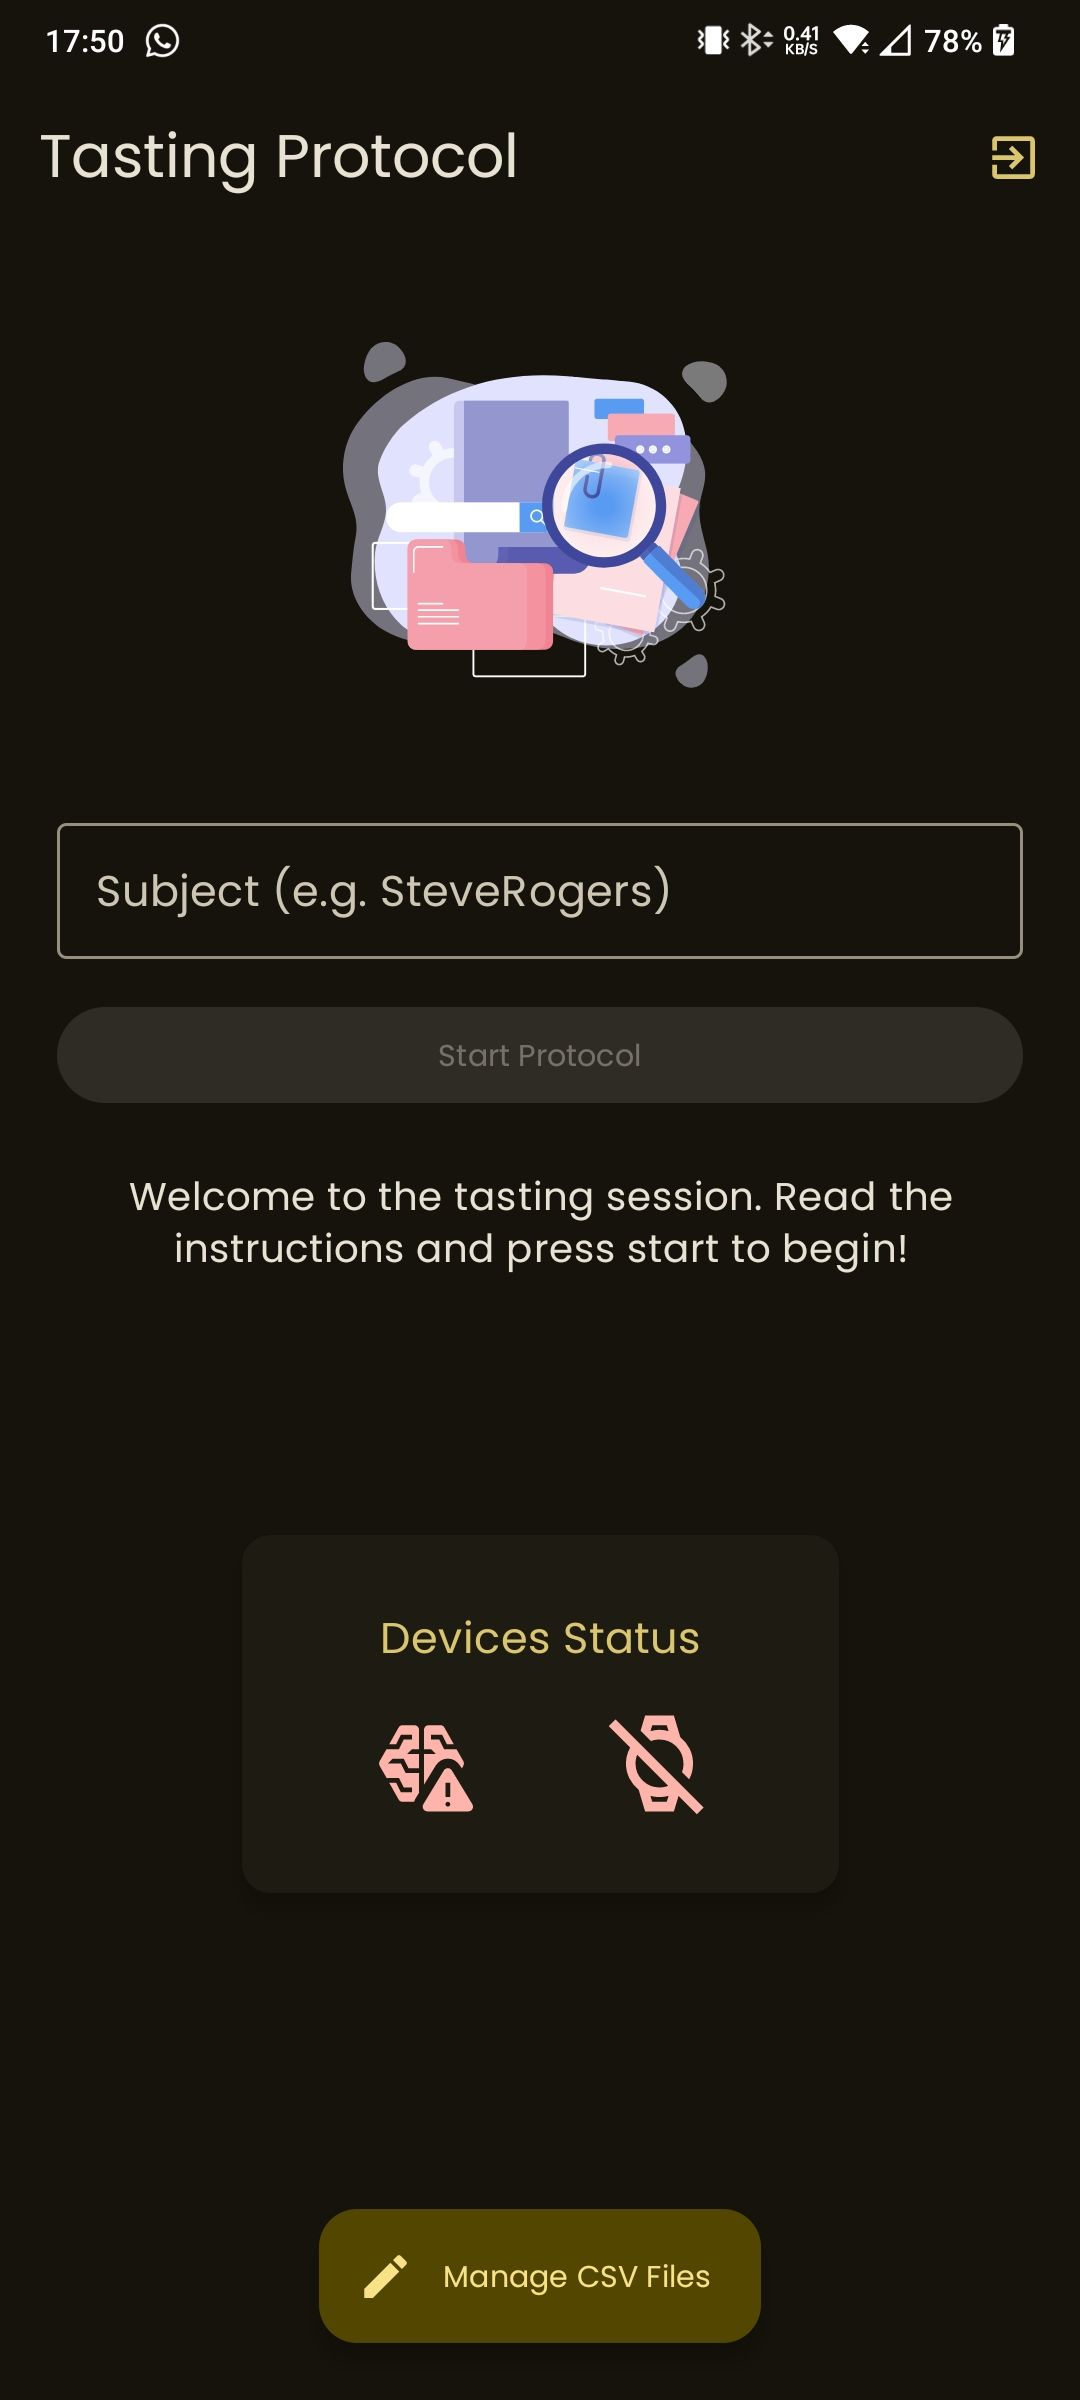 17:50
0.41
KB/S
78%
Tasting Protocol
Subject (e.g. SteveRogers)
Start Protocol
Welcome to the tasting session. Read the
instructions and press start to begin!
Devices Status
Manage CSV Files